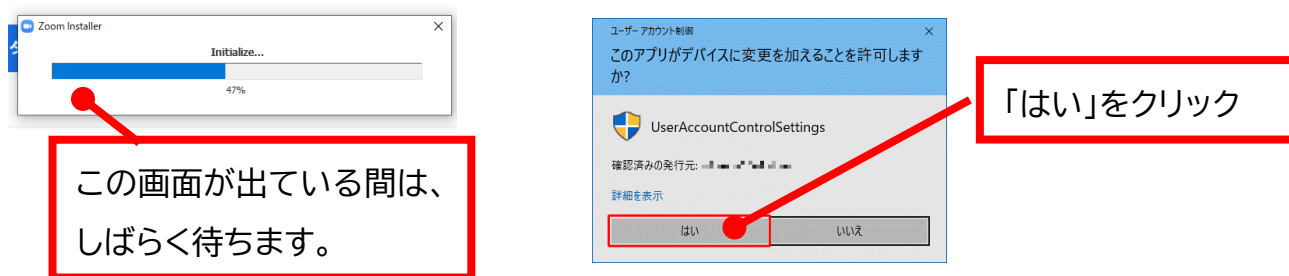 Zoom Installer
Initialize...
47%
この画面が出ている間は、
しばらく待ちます。
ユーザー アカウント制御
このアプリがデバイスに変更を加えることを許可します
か?
UserAccountControlSettings
確認済みの発行元:
詳細を表示
はい
いいえ
「はい」をクリック